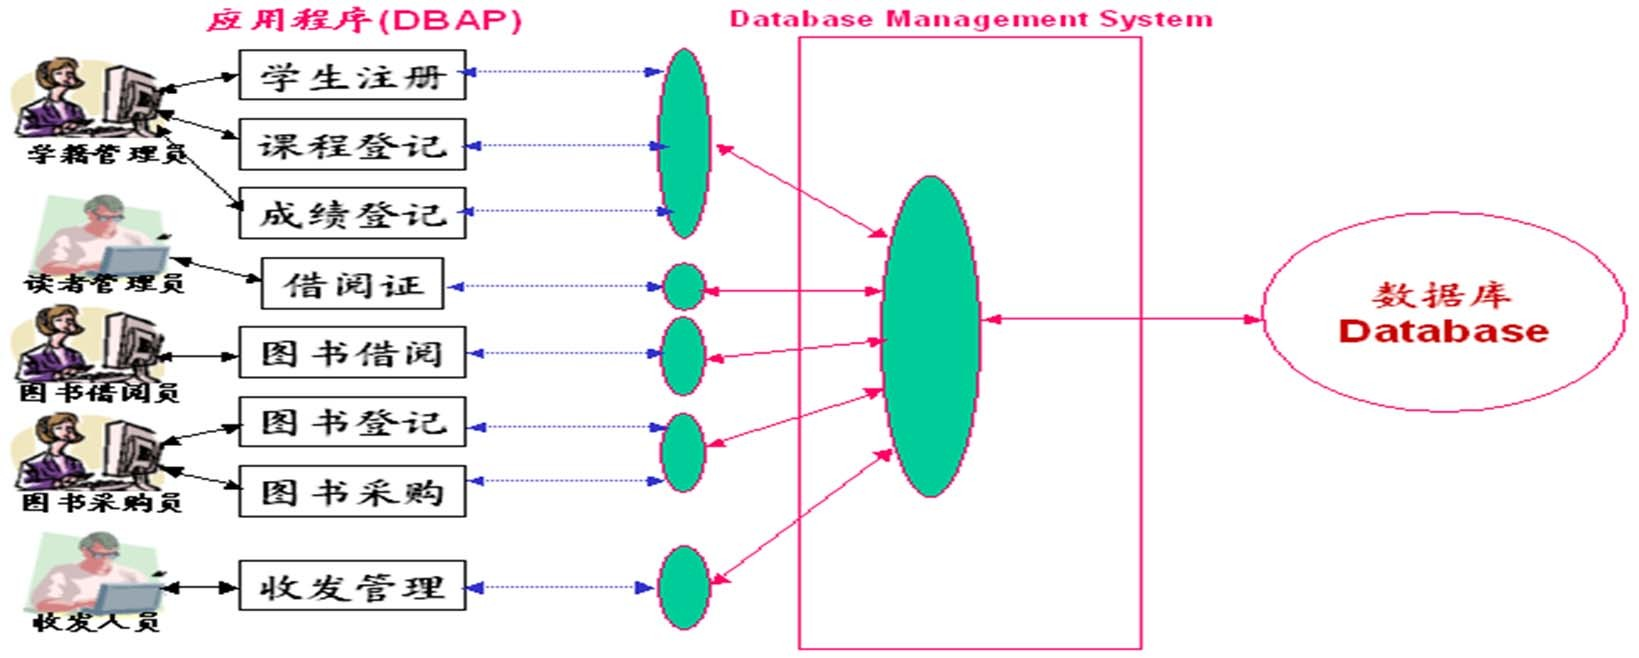 应用程序(DBAP)
Database Management System
学生注册
课程登记
学籍管理员
成绩登记
读者管理员
借阅证
图书借阅
图书借阅员
图书登记
图书采购
图书采购员
收发管理
收发人员
数据库
Database